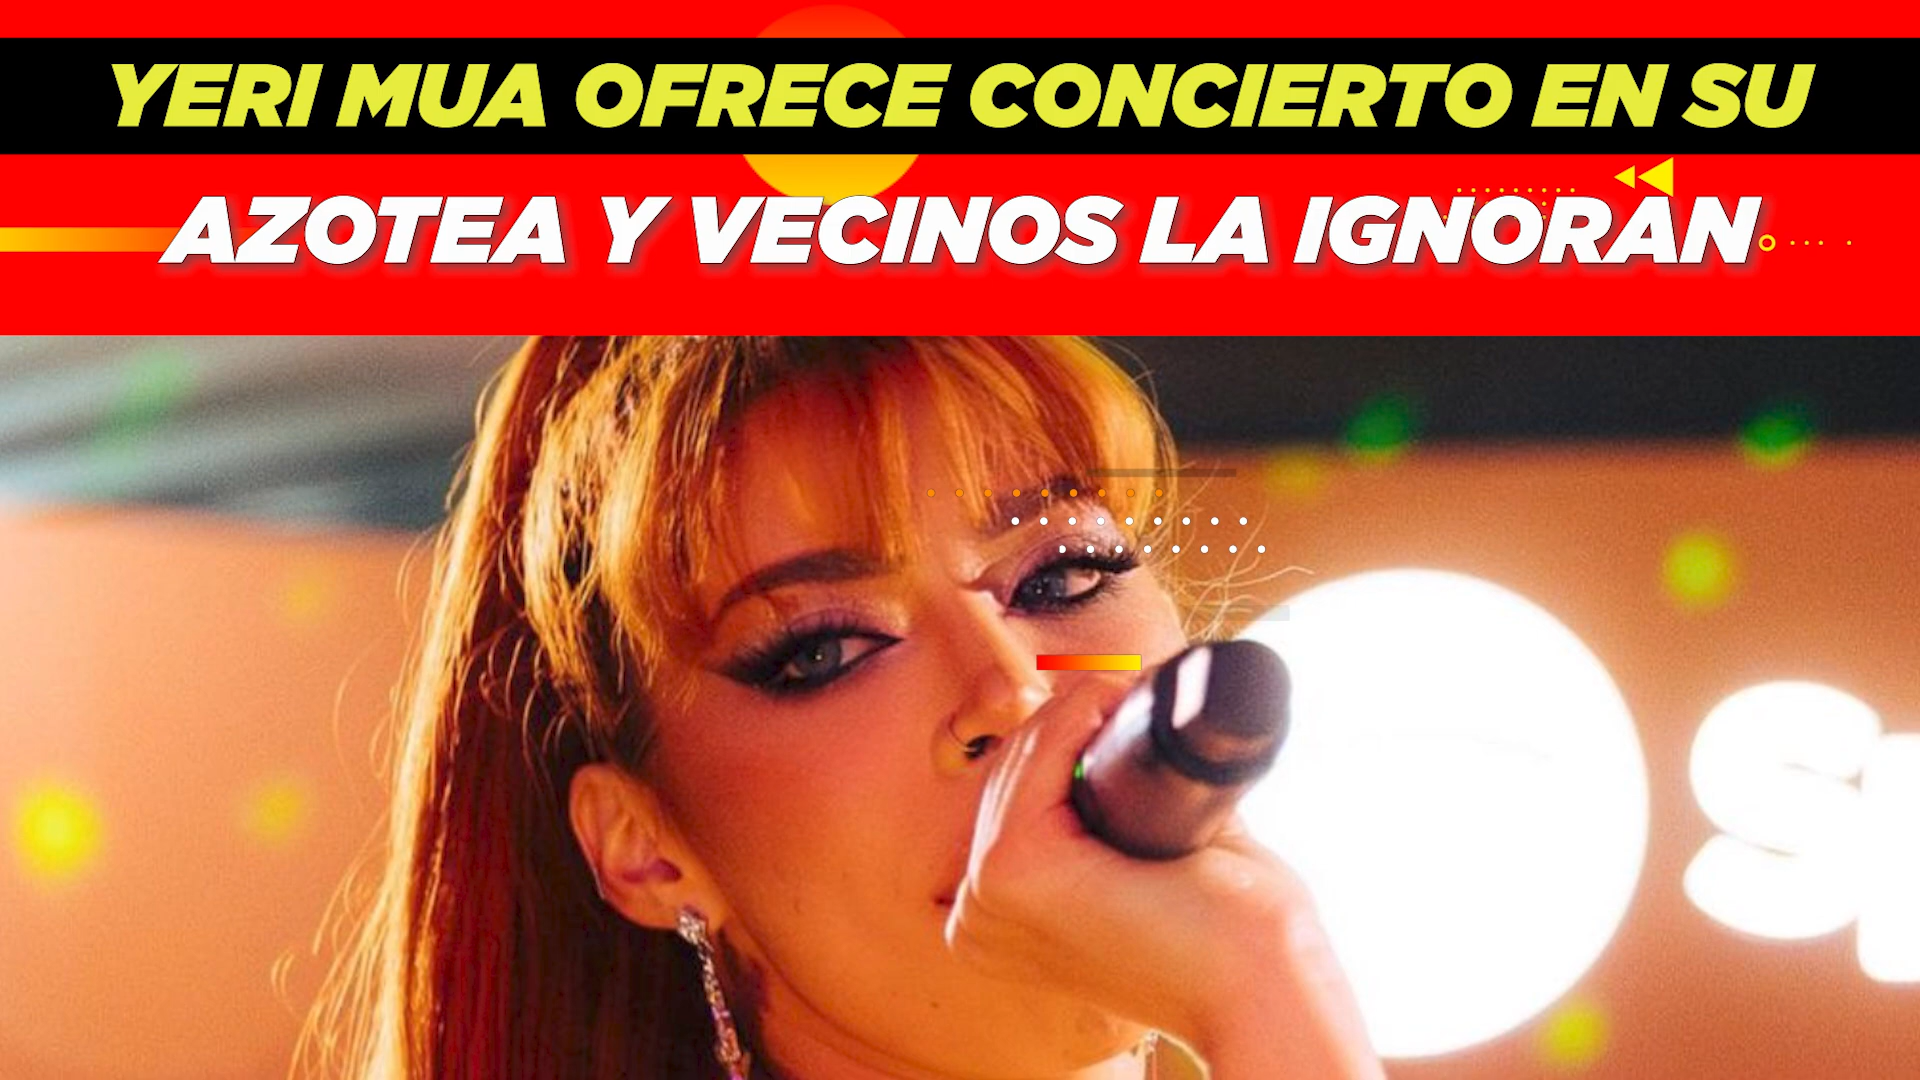 YERI MUA OFRECE CONCIERTO EN SU
AZOTEA Y VECINOS LA IGNORAN